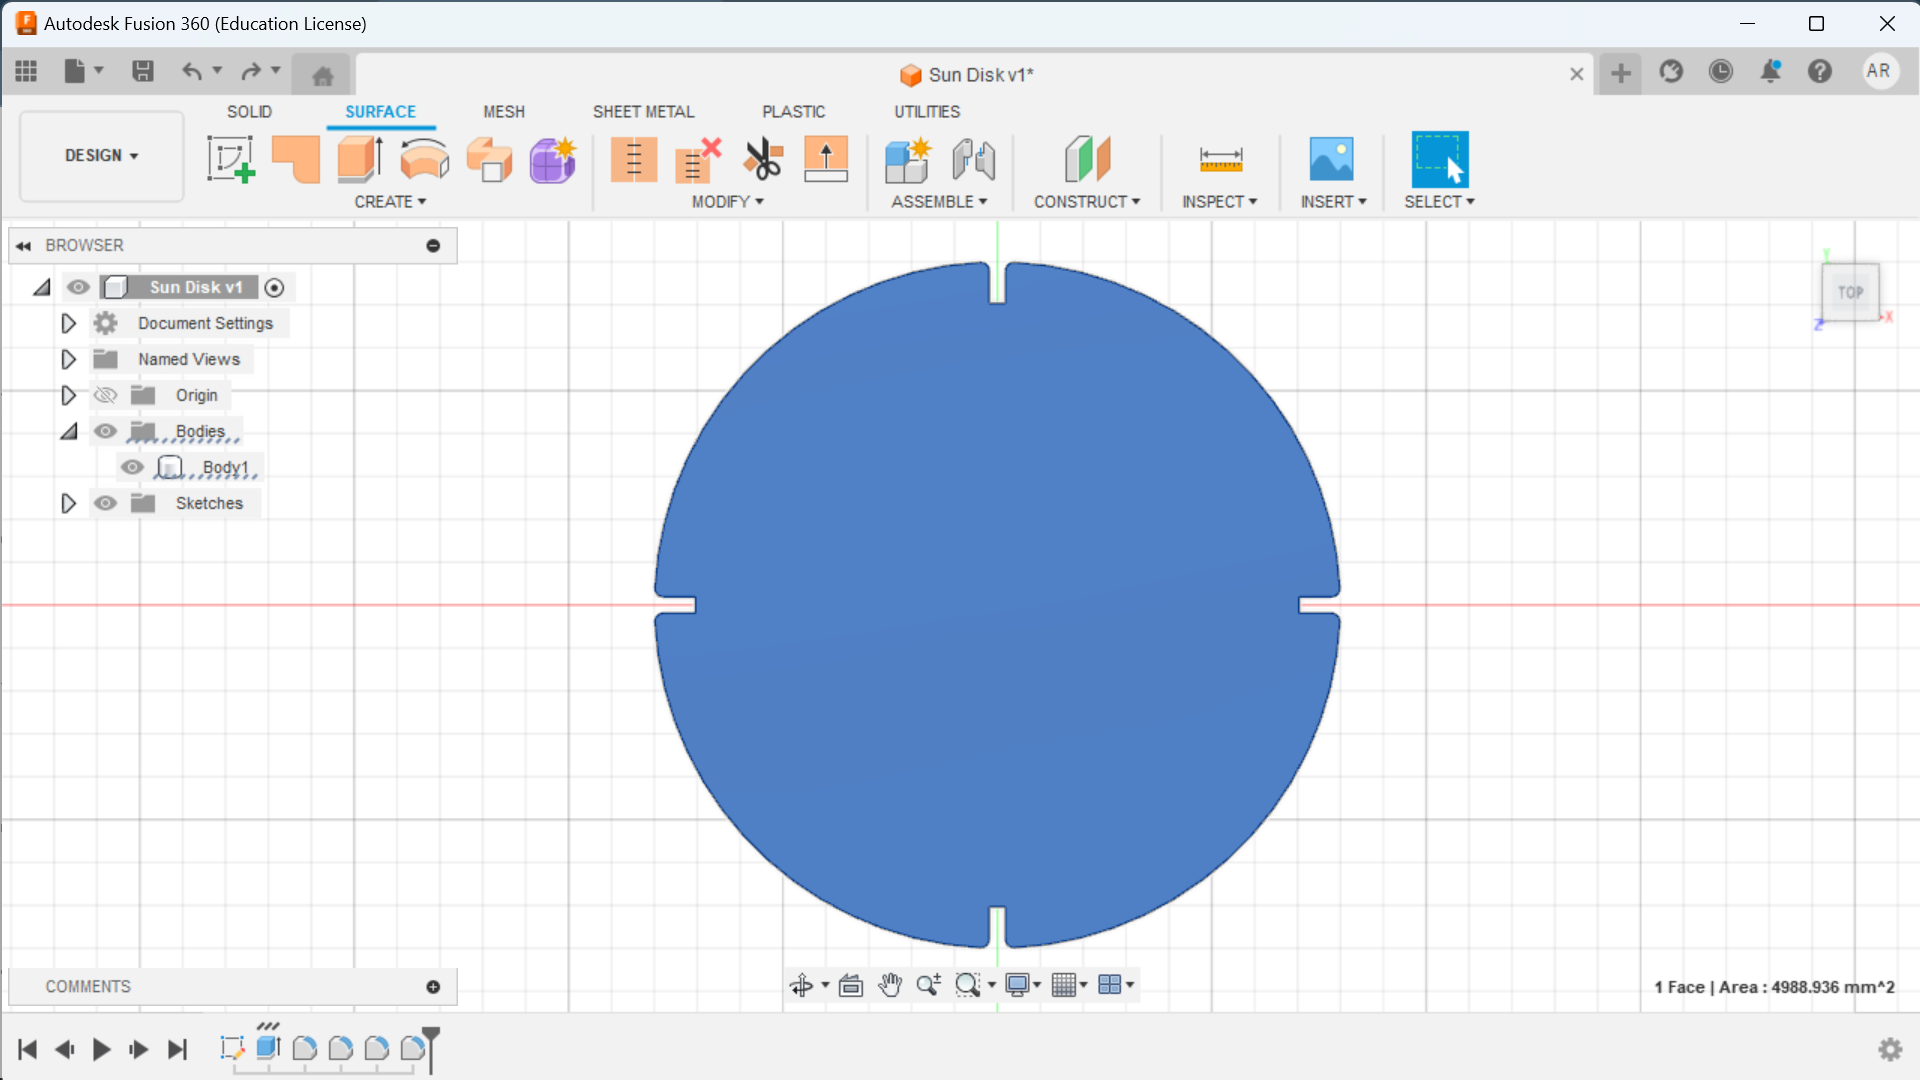 Autodesk Fusion 360 (Education License)
Sun Disk v1*
AR
SOLID
SURFACE
MESH
SHEET METAL
PLASTIC
UTILITIES
DESIGN
CREATE
MODIFY
ASSEMBLE
CONSTRUCT
INSPECT
INSERT
SELECT
BROWSER
Sun Disk v1
Document Settings
Named Views
Origin
Bodies
Body1
Sketches
Y
TOP
Z
X
COMMENTS
1 Face | Area : 4988.936 mm^2